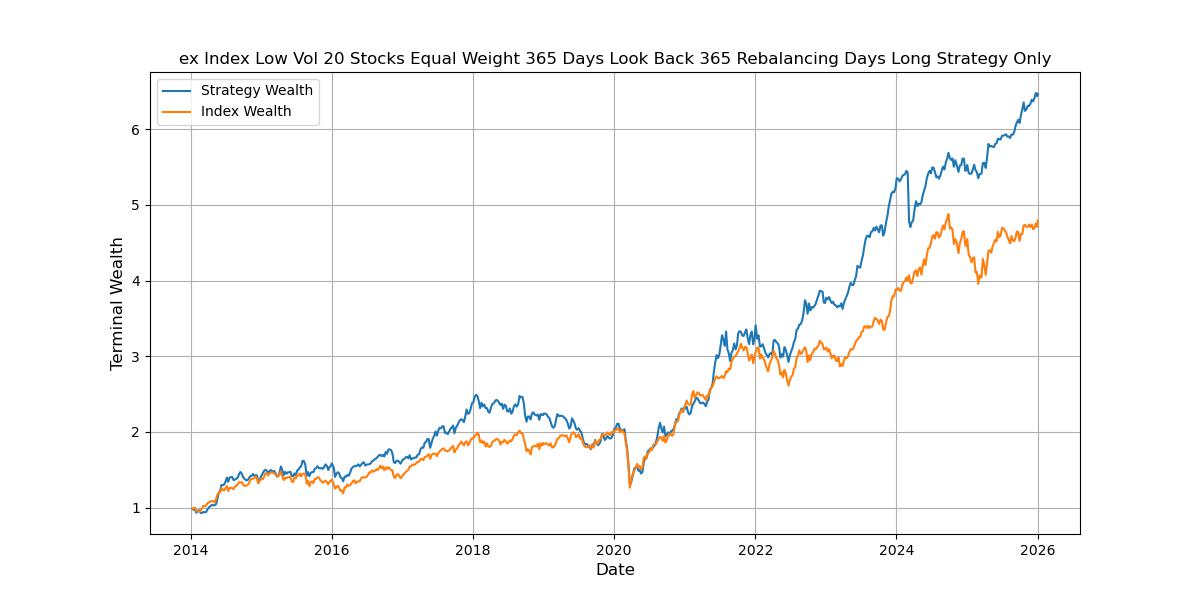 ex Index Low Vol 20 Stocks Equal Weight 365 Days Look Back 365 Rebalancing Days Long Strategy Only
Strategy Wealth
Index Wealth
Terminal Wealth
6
5
4
3
2
1
2014
2016
2018
2020
2022
2024
2026
Date